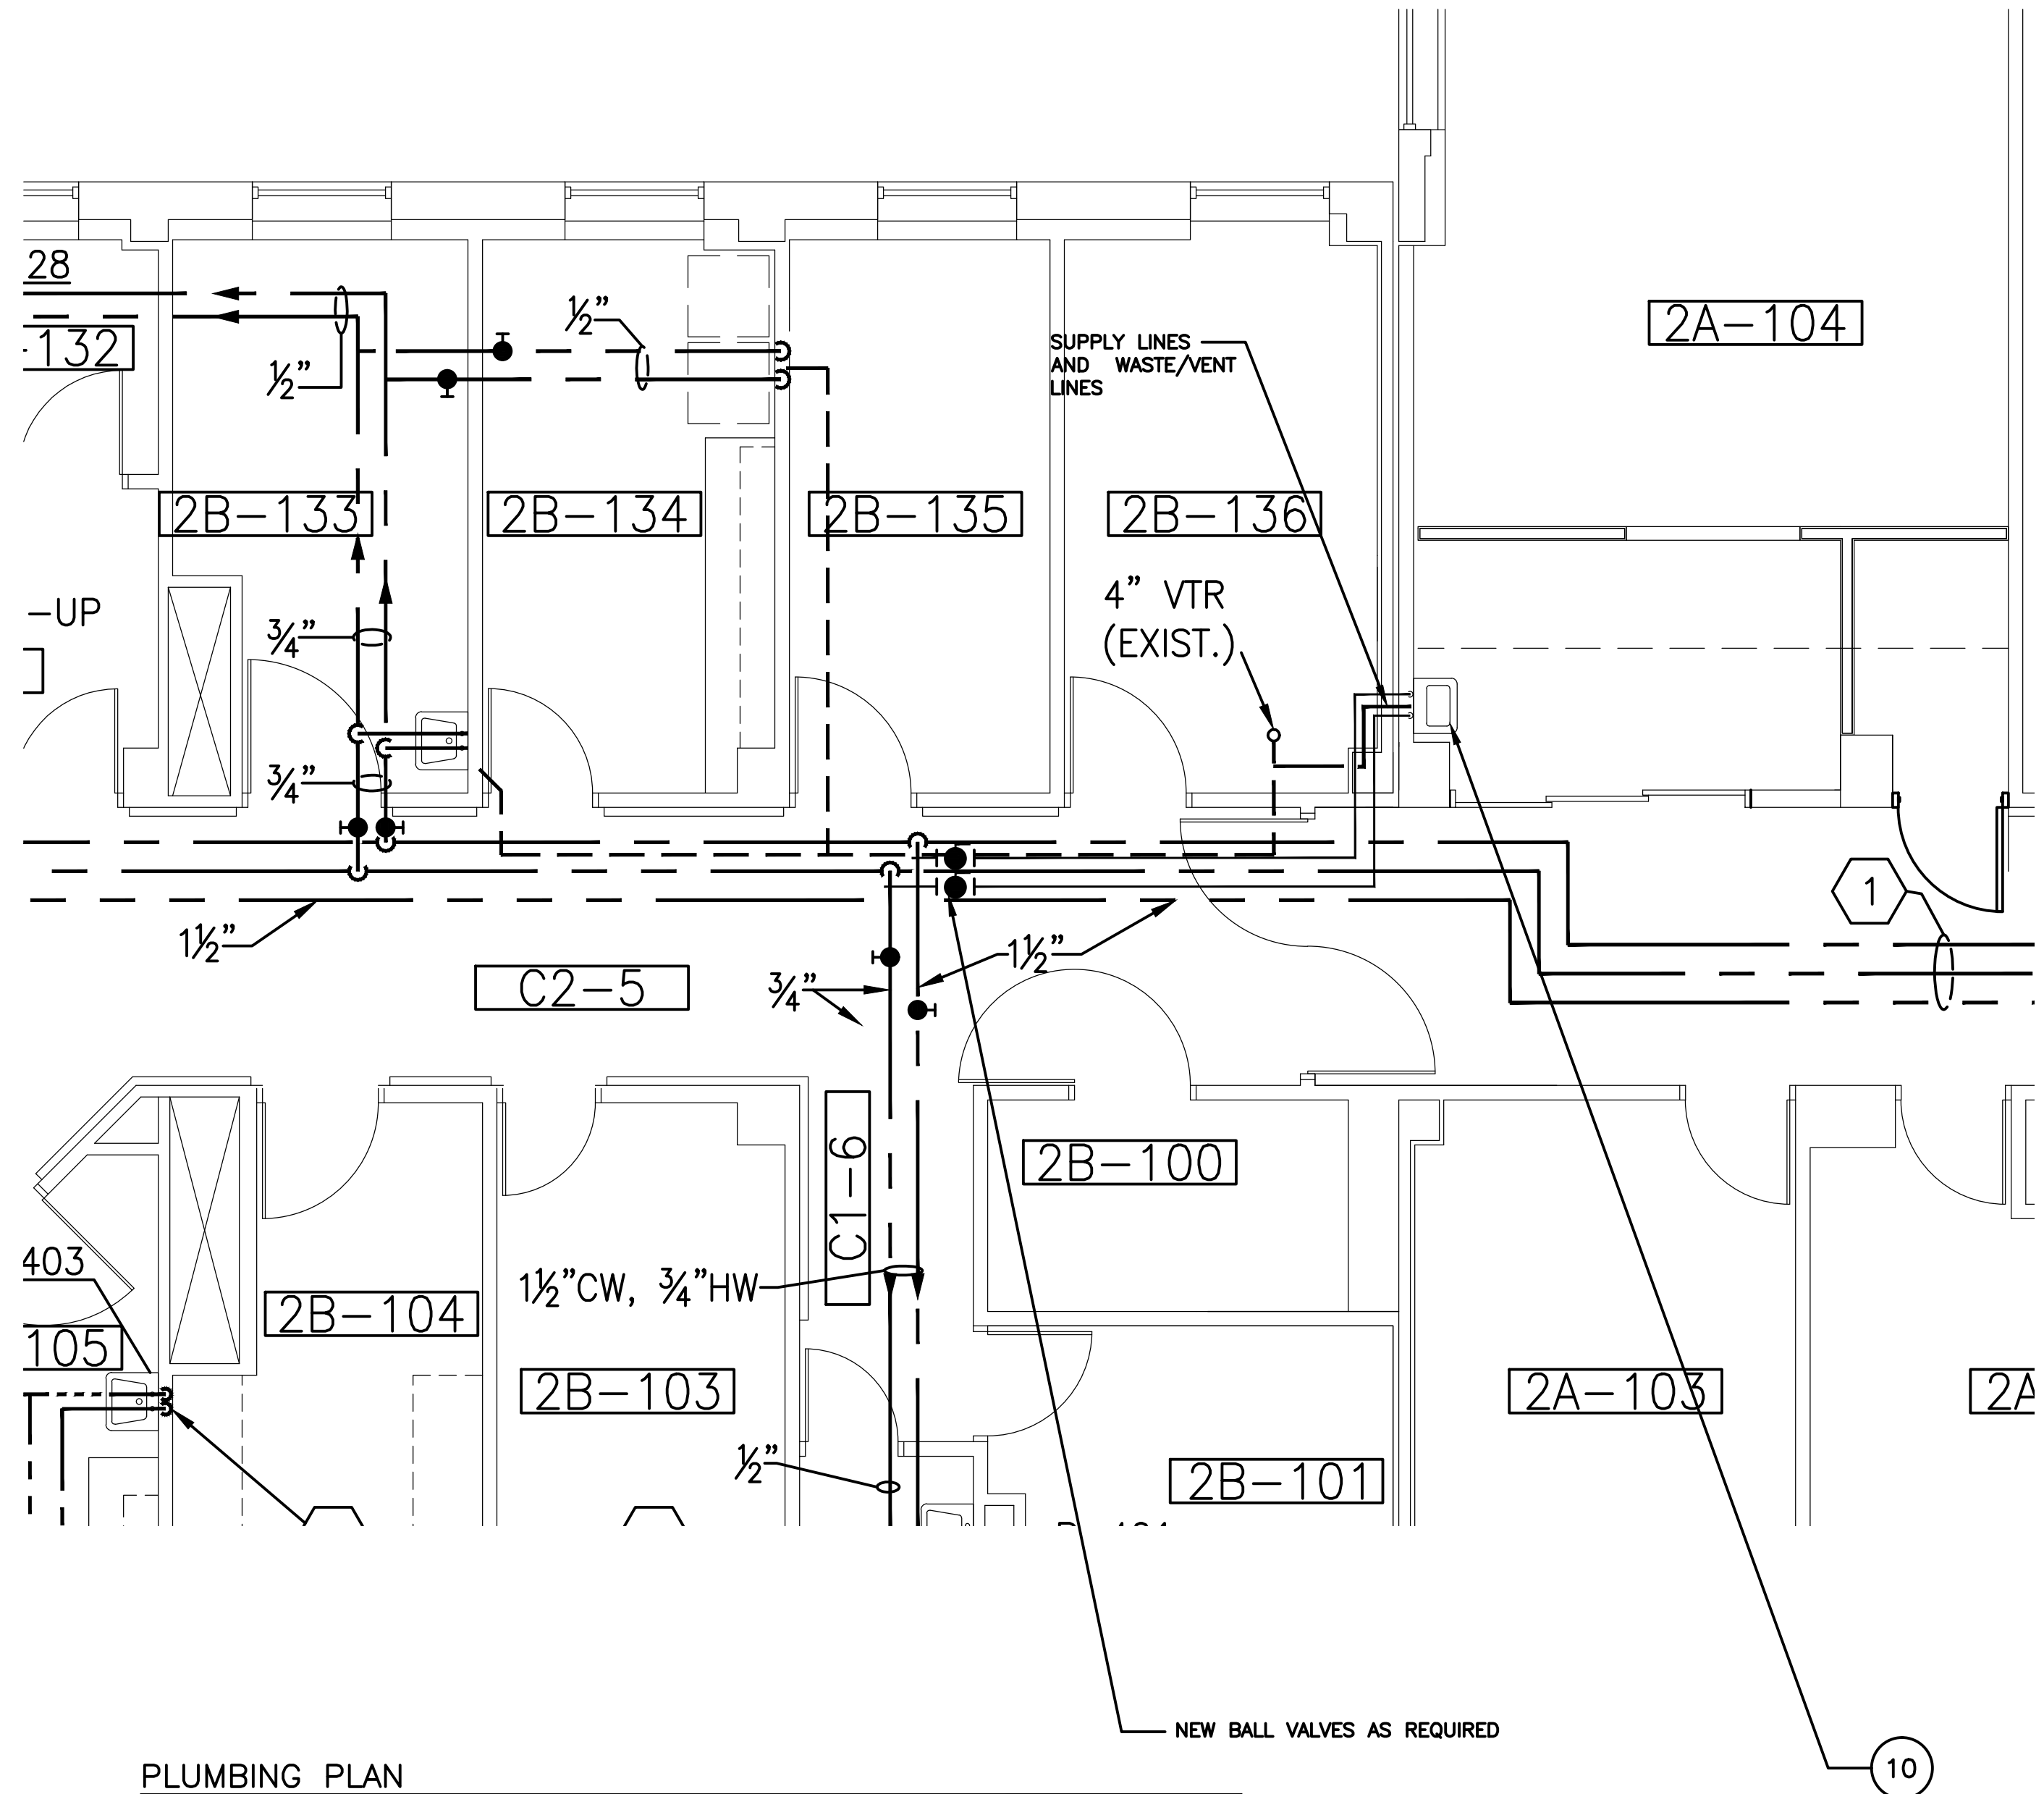 28
-132
½"
½"
SUPPLY LINES
AND WASTE/VENT
LINES
2A-104
2B-133
2B-134
2B-135
2B-136
-UP
¾"
4" VTR
(EXIST.)
¾"
1
1½"
C2-5
¾"
1½"
C1-6
2B-100
403
1½"CW, ¾"HW
2B-104
105
2B-103
2A-103
2A
½"
2B-101
NEW BALL VALVES AS REQUIRED
PLUMBING PLAN
10